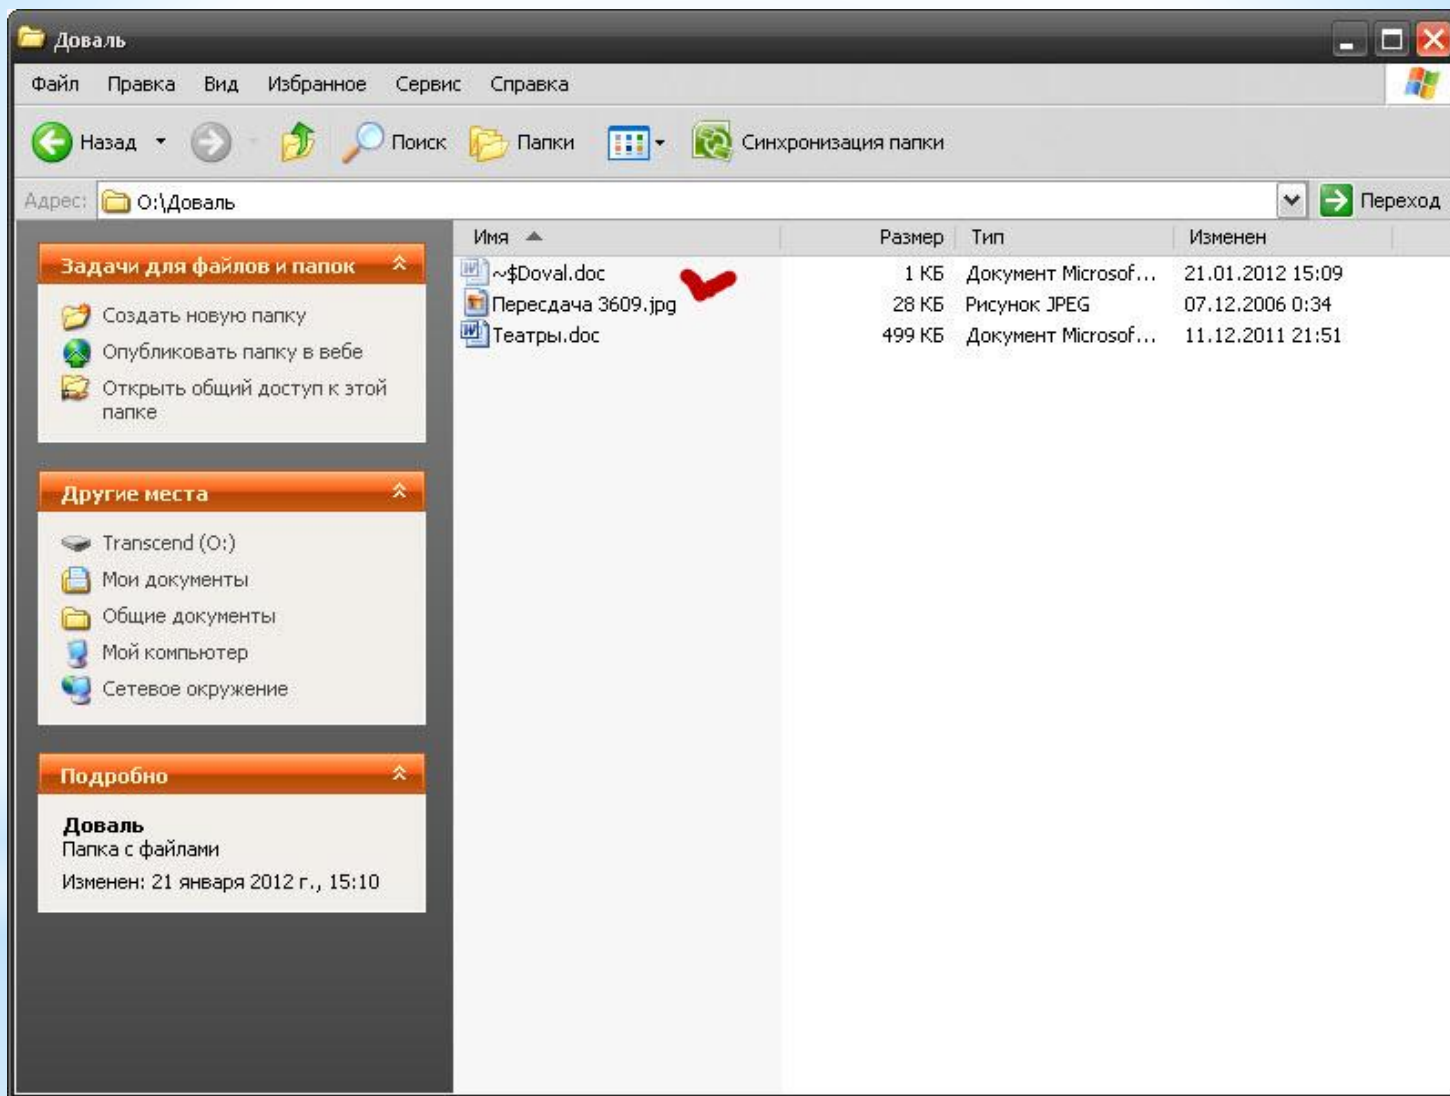 Доваль
Файл Правка Вид Избранное Сервис Справка
Назад Поиск Папки Синхронизация папки
Адрес: O:\Доваль Переход
Имя Размер Тип Изменен
~$Doval.doc 1 КБ Документ Microsof... 21.01.2012 15:09
Пересдача 3609.jpg 28 КБ Рисунок JPEG 07.12.2006 0:34
Театры.doc 499 КБ Документ Microsof... 11.12.2011 21:51
Задачи для файлов и папок
Создать новую папку
Опубликовать папку в вебе
Открыть общий доступ к этой
папке
Другие места
Transcend (O:)
Мои документы
Общие документы
Мой компьютер
Сетевое окружение
Подробно
Доваль
Папка с файлами
Изменен: 21 января 2012 г., 15:10